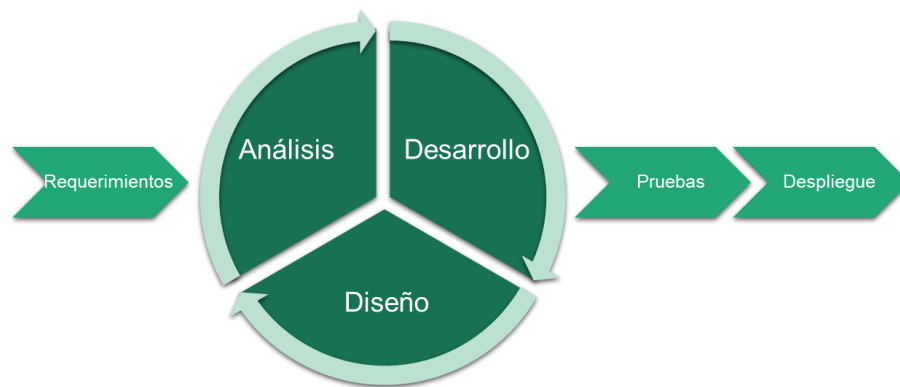 Requerimientos
Análisis
Desarrollo
Diseño
Pruebas
Despliegue